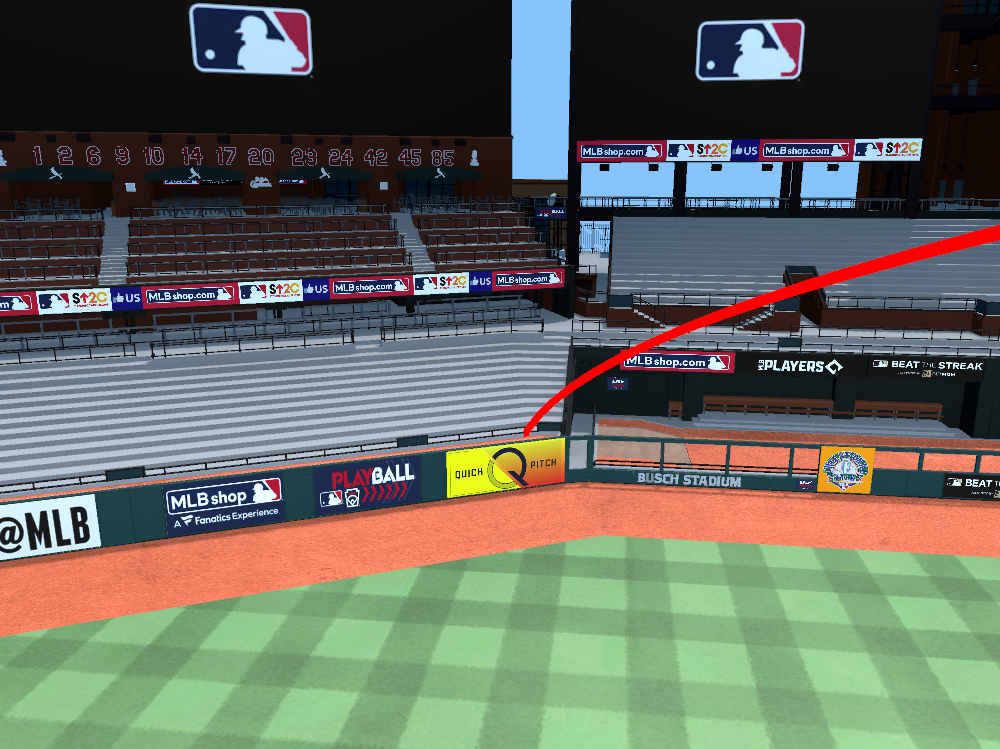 1 2 6 9 10 14 17 20 23 24 42 45 85
MLBshop.com
S↑2C
US
MLBshop.com
S↑2C
US
MLBshop.com
S↑2C
US
MLBshop.com
S↑2C
US
MLBshop.com
MLBshop.com
S↑2C
MLBshop.com
MLB PLAYERS
BEAT THE STREAK
@MLB
MLB shop
A Fanatics Experience
PLAY BALL
QUICK Q PITCH
BUSCH STADIUM
BEAT